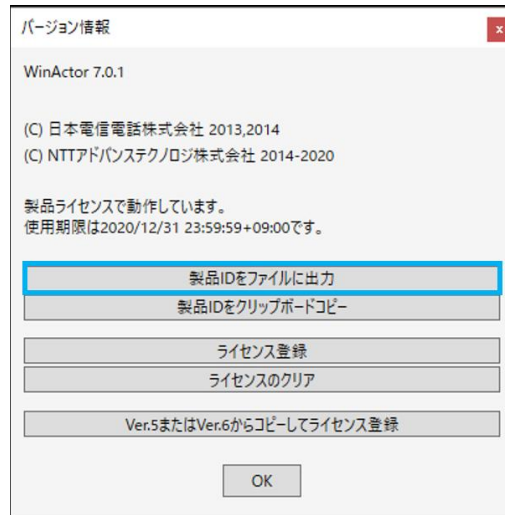 バージョン情報
x
WinActor 7.0.1
(C) 日本電信電話株式会社 2013,2014
(C) NTTアドバンステクノロジ株式会社 2014-2020
製品ライセンスで動作しています。
使用期限は2020/12/31 23:59:59+09:00です。
製品IDをファイルに出力
製品IDをクリップボードコピー
ライセンス登録
ライセンスのクリア
Ver.5またはVer.6からコピーしてライセンス登録
OK